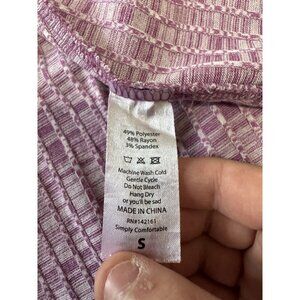 49% Polyester
48% Rayon
3% Spandex
Machine Wash Cold
Gentle Cycle
Do Not Bleach
Hang Dry
or you'll be sad
MADE IN CHINA
RN#142161
Simply Comfortable
S